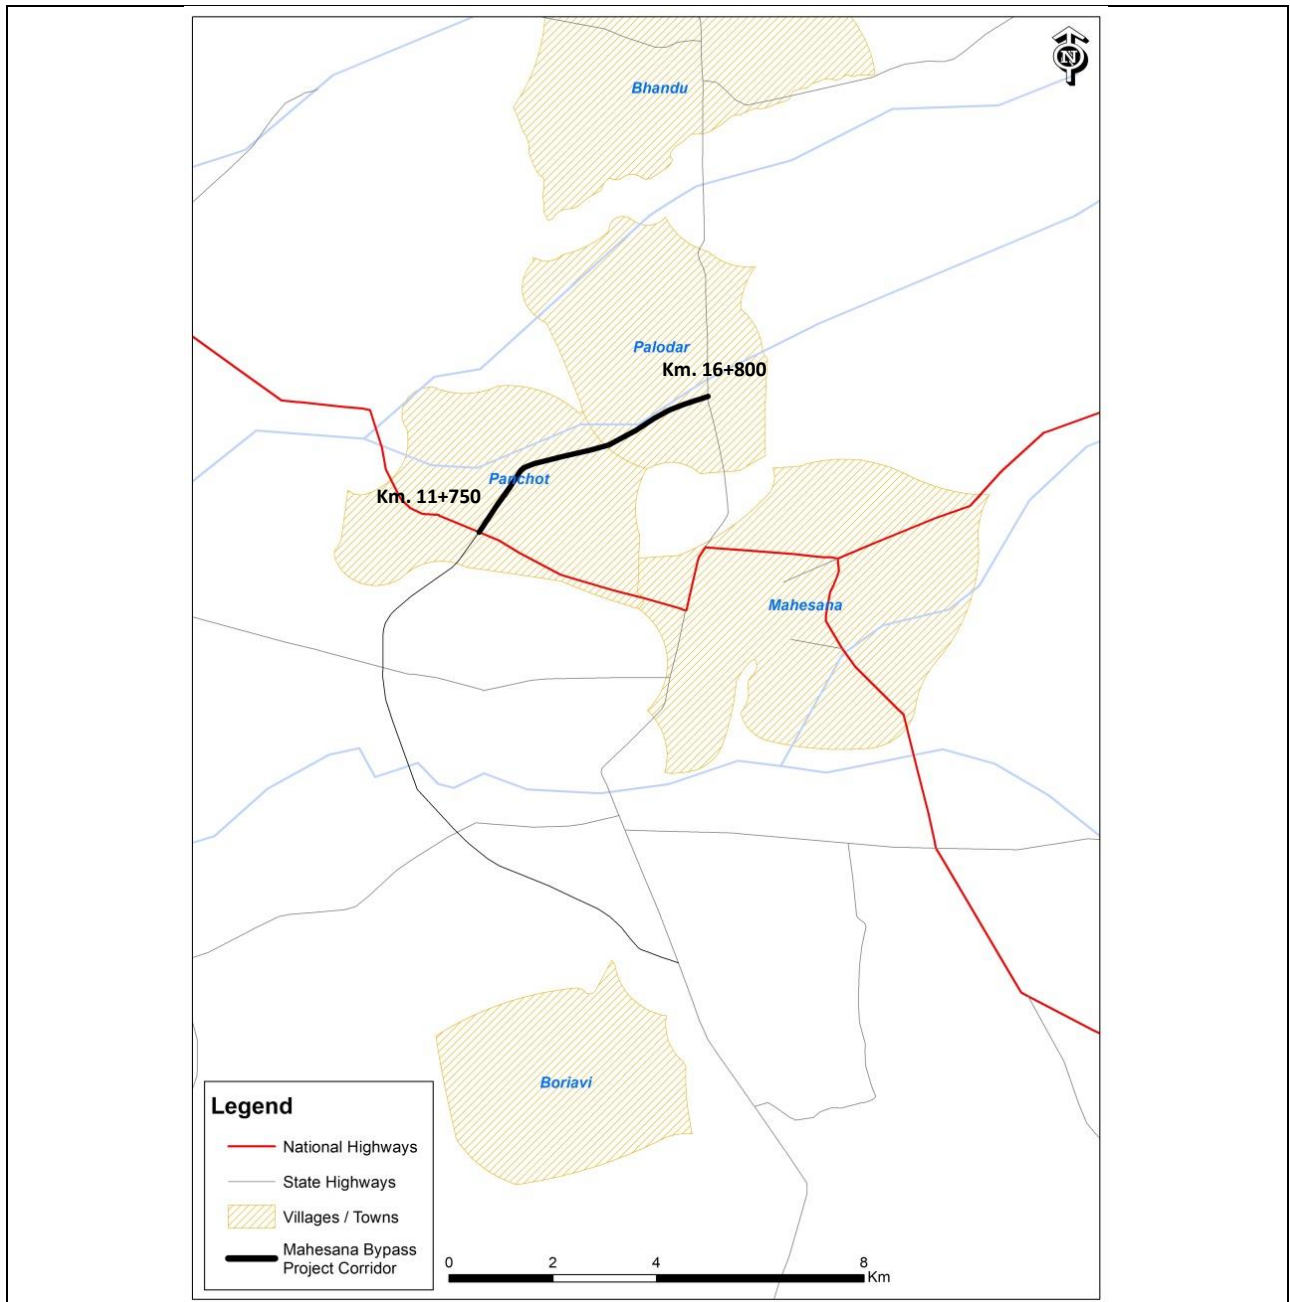 N
Bhandu
Palodar
Km. 16+800
Panchot
Km. 11+750
Mahesana
Boriavi
Legend
National Highways
State Highways
Villages / Towns
Mahesana Bypass
Project Corridor
0 2 4 8
Km